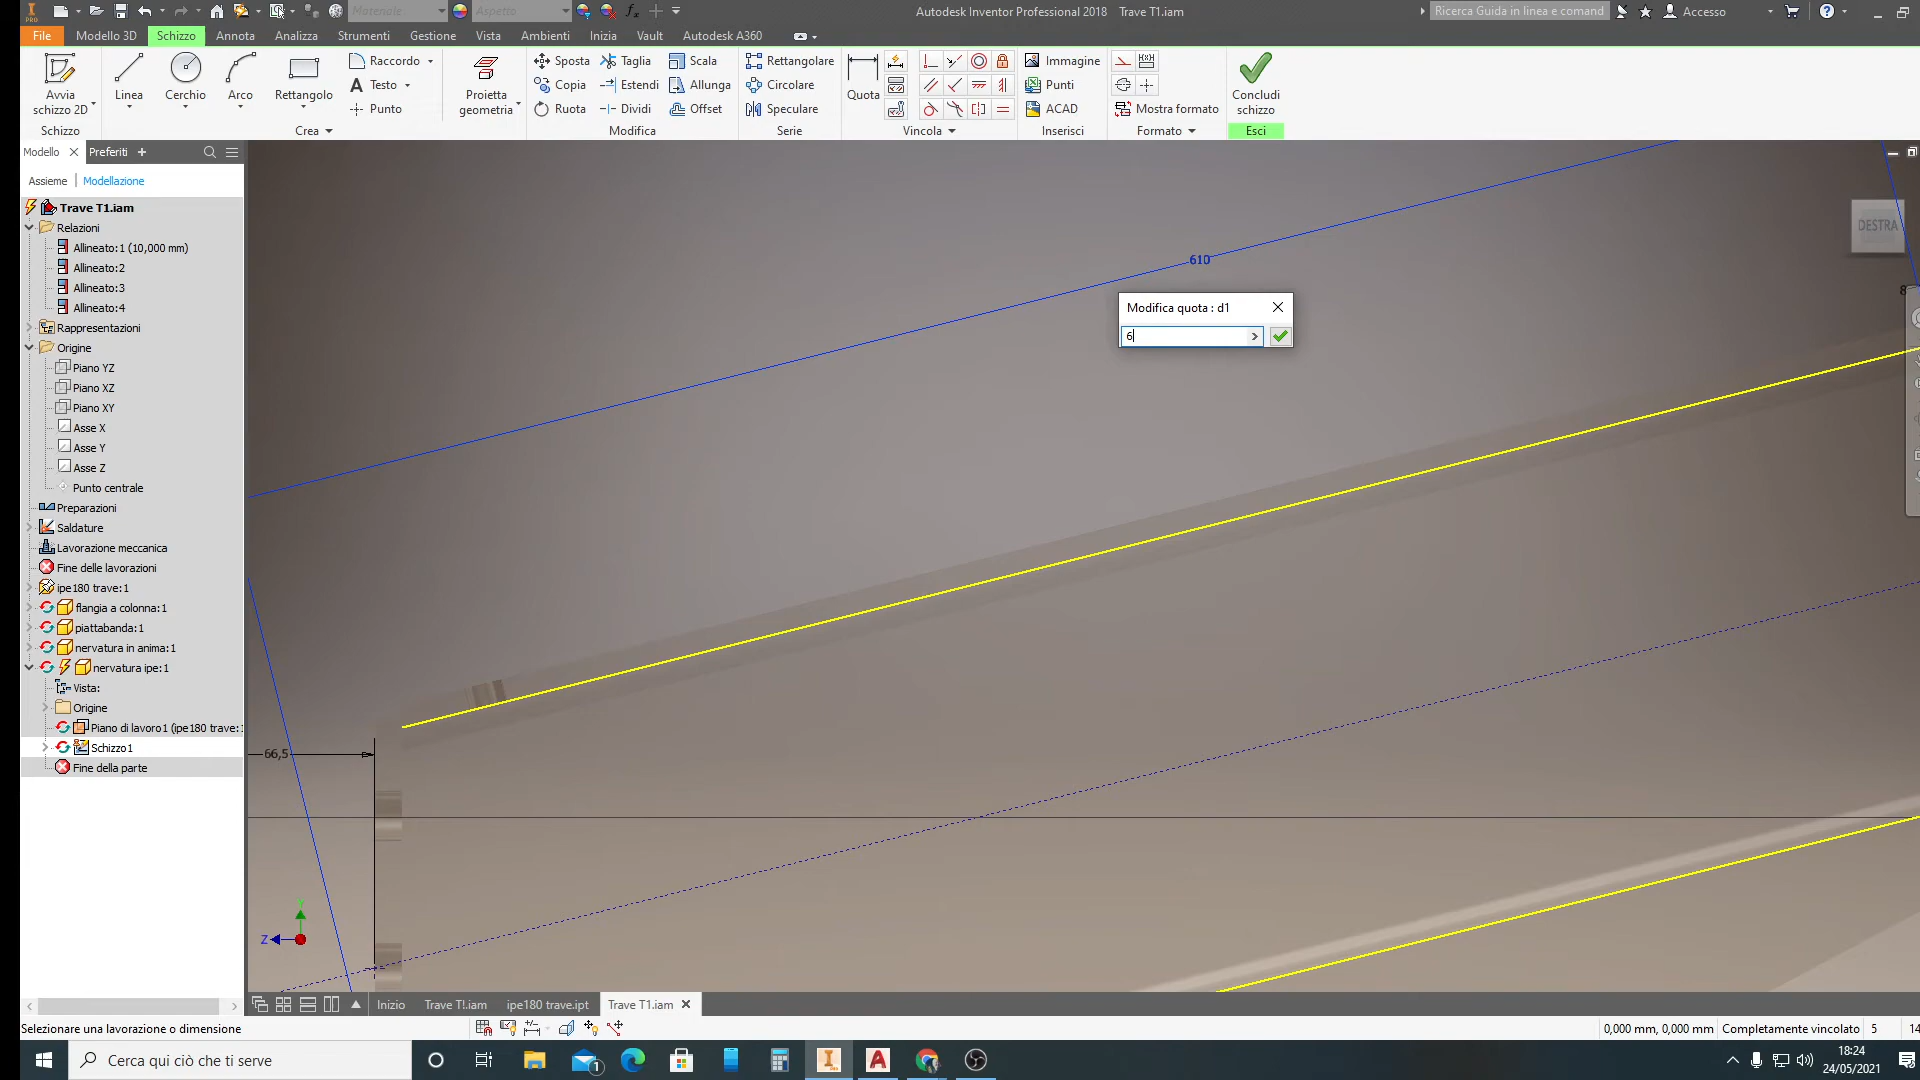 PRO
Materiale
Aspetto
Autodesk Inventor Professional 2018 Trave T1.iam
Ricerca Guida in linea e comand
Accesso
File
Modello 3D
Schizzo
Annota
Analizza
Strumenti
Gestione
Vista
Ambienti
Inizia
Vault
Autodesk A360
Avvia
schizzo 2D
Linea
Cerchio
Arco
Rettangolo
Raccordo
Testo
Punto
Proietta
geometria
Sposta
Copia
Ruota
Taglia
Estendi
Dividi
Scala
Allunga
Offset
Rettangolare
Circolare
Speculare
Quota
Immagine
Punti
ACAD
Mostra formato
Concludi
schizzo
Schizzo
Crea
Modifica
Serie
Vincola
Inserisci
Formato
Esci
Modello
Preferiti
Assieme
Modellazione
Trave T1.iam
Relazioni
Allineato:1 (10,000 mm)
Allineato:2
Allineato:3
Allineato:4
Rappresentazioni
Origine
Piano YZ
Piano XZ
Piano XY
Asse X
Asse Y
Asse Z
Punto centrale
Preparazioni
Saldature
Lavorazione meccanica
Fine delle lavorazioni
ipe180 trave:1
flangia a colonna:1
piattabanda:1
nervatura in anima:1
nervatura ipe:1
Vista:
Origine
Piano di lavoro1 (ipe180 trave:
Schizzo1
Fine della parte
610
Modifica quota : d1
6
DESTRA
8
66,5
Y
Z
Inizio
Trave T!.iam
ipe180 trave.ipt
Trave T1.iam
Selezionare una lavorazione o dimensione
0,000 mm, 0,000 mm
Completamente vincolato
5
14
Cerca qui ciò che ti serve
1
18:24
24/05/2021